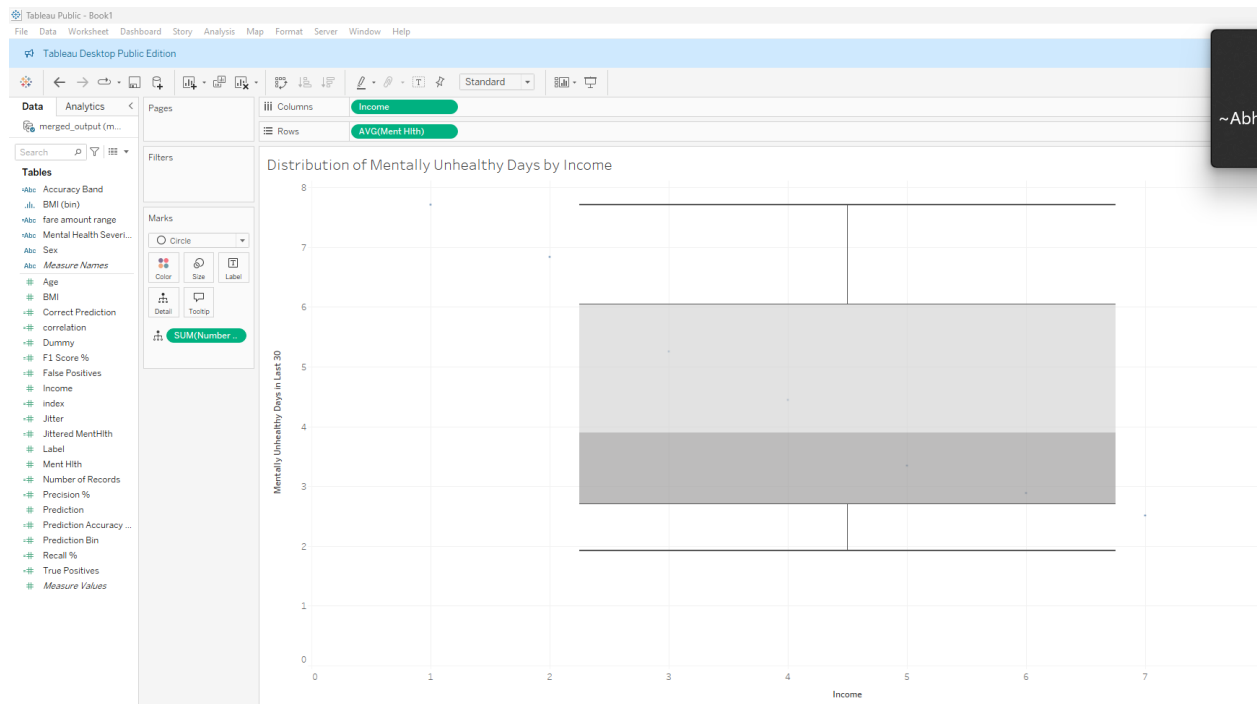 Tableau Public - Book1
File Data Worksheet Dashboard Story Analysis Map Format Server Window Help
Tableau Desktop Public Edition
Standard
Data Analytics
merged_output (m...
Search
Tables
Abc Accuracy Band
BMI (bin)
Abc fare amount range
Abc Mental Health Severi...
Abc Sex
Abc Measure Names
# Age
# BMI
# Correct Prediction
# correlation
# Dummy
# F1 Score %
# False Positives
# Income
# index
# Jitter
# Jittered MentHlth
# Label
# Ment Hlth
# Number of Records
# Precision %
# Prediction
# Prediction Accuracy ...
# Prediction Bin
# Recall %
# True Positives
# Measure Values
Pages
Filters
Marks
Circle
Color Size Label
Detail Tooltip
SUM(Number ..
Columns Income
Rows AVG(Ment Hlth)
~Abh
Distribution of Mentally Unhealthy Days by Income
Mentally Unhealthy Days in Last 30
8
7
6
5
4
3
2
1
0
0 1 2 3 4 5 6 7
Income